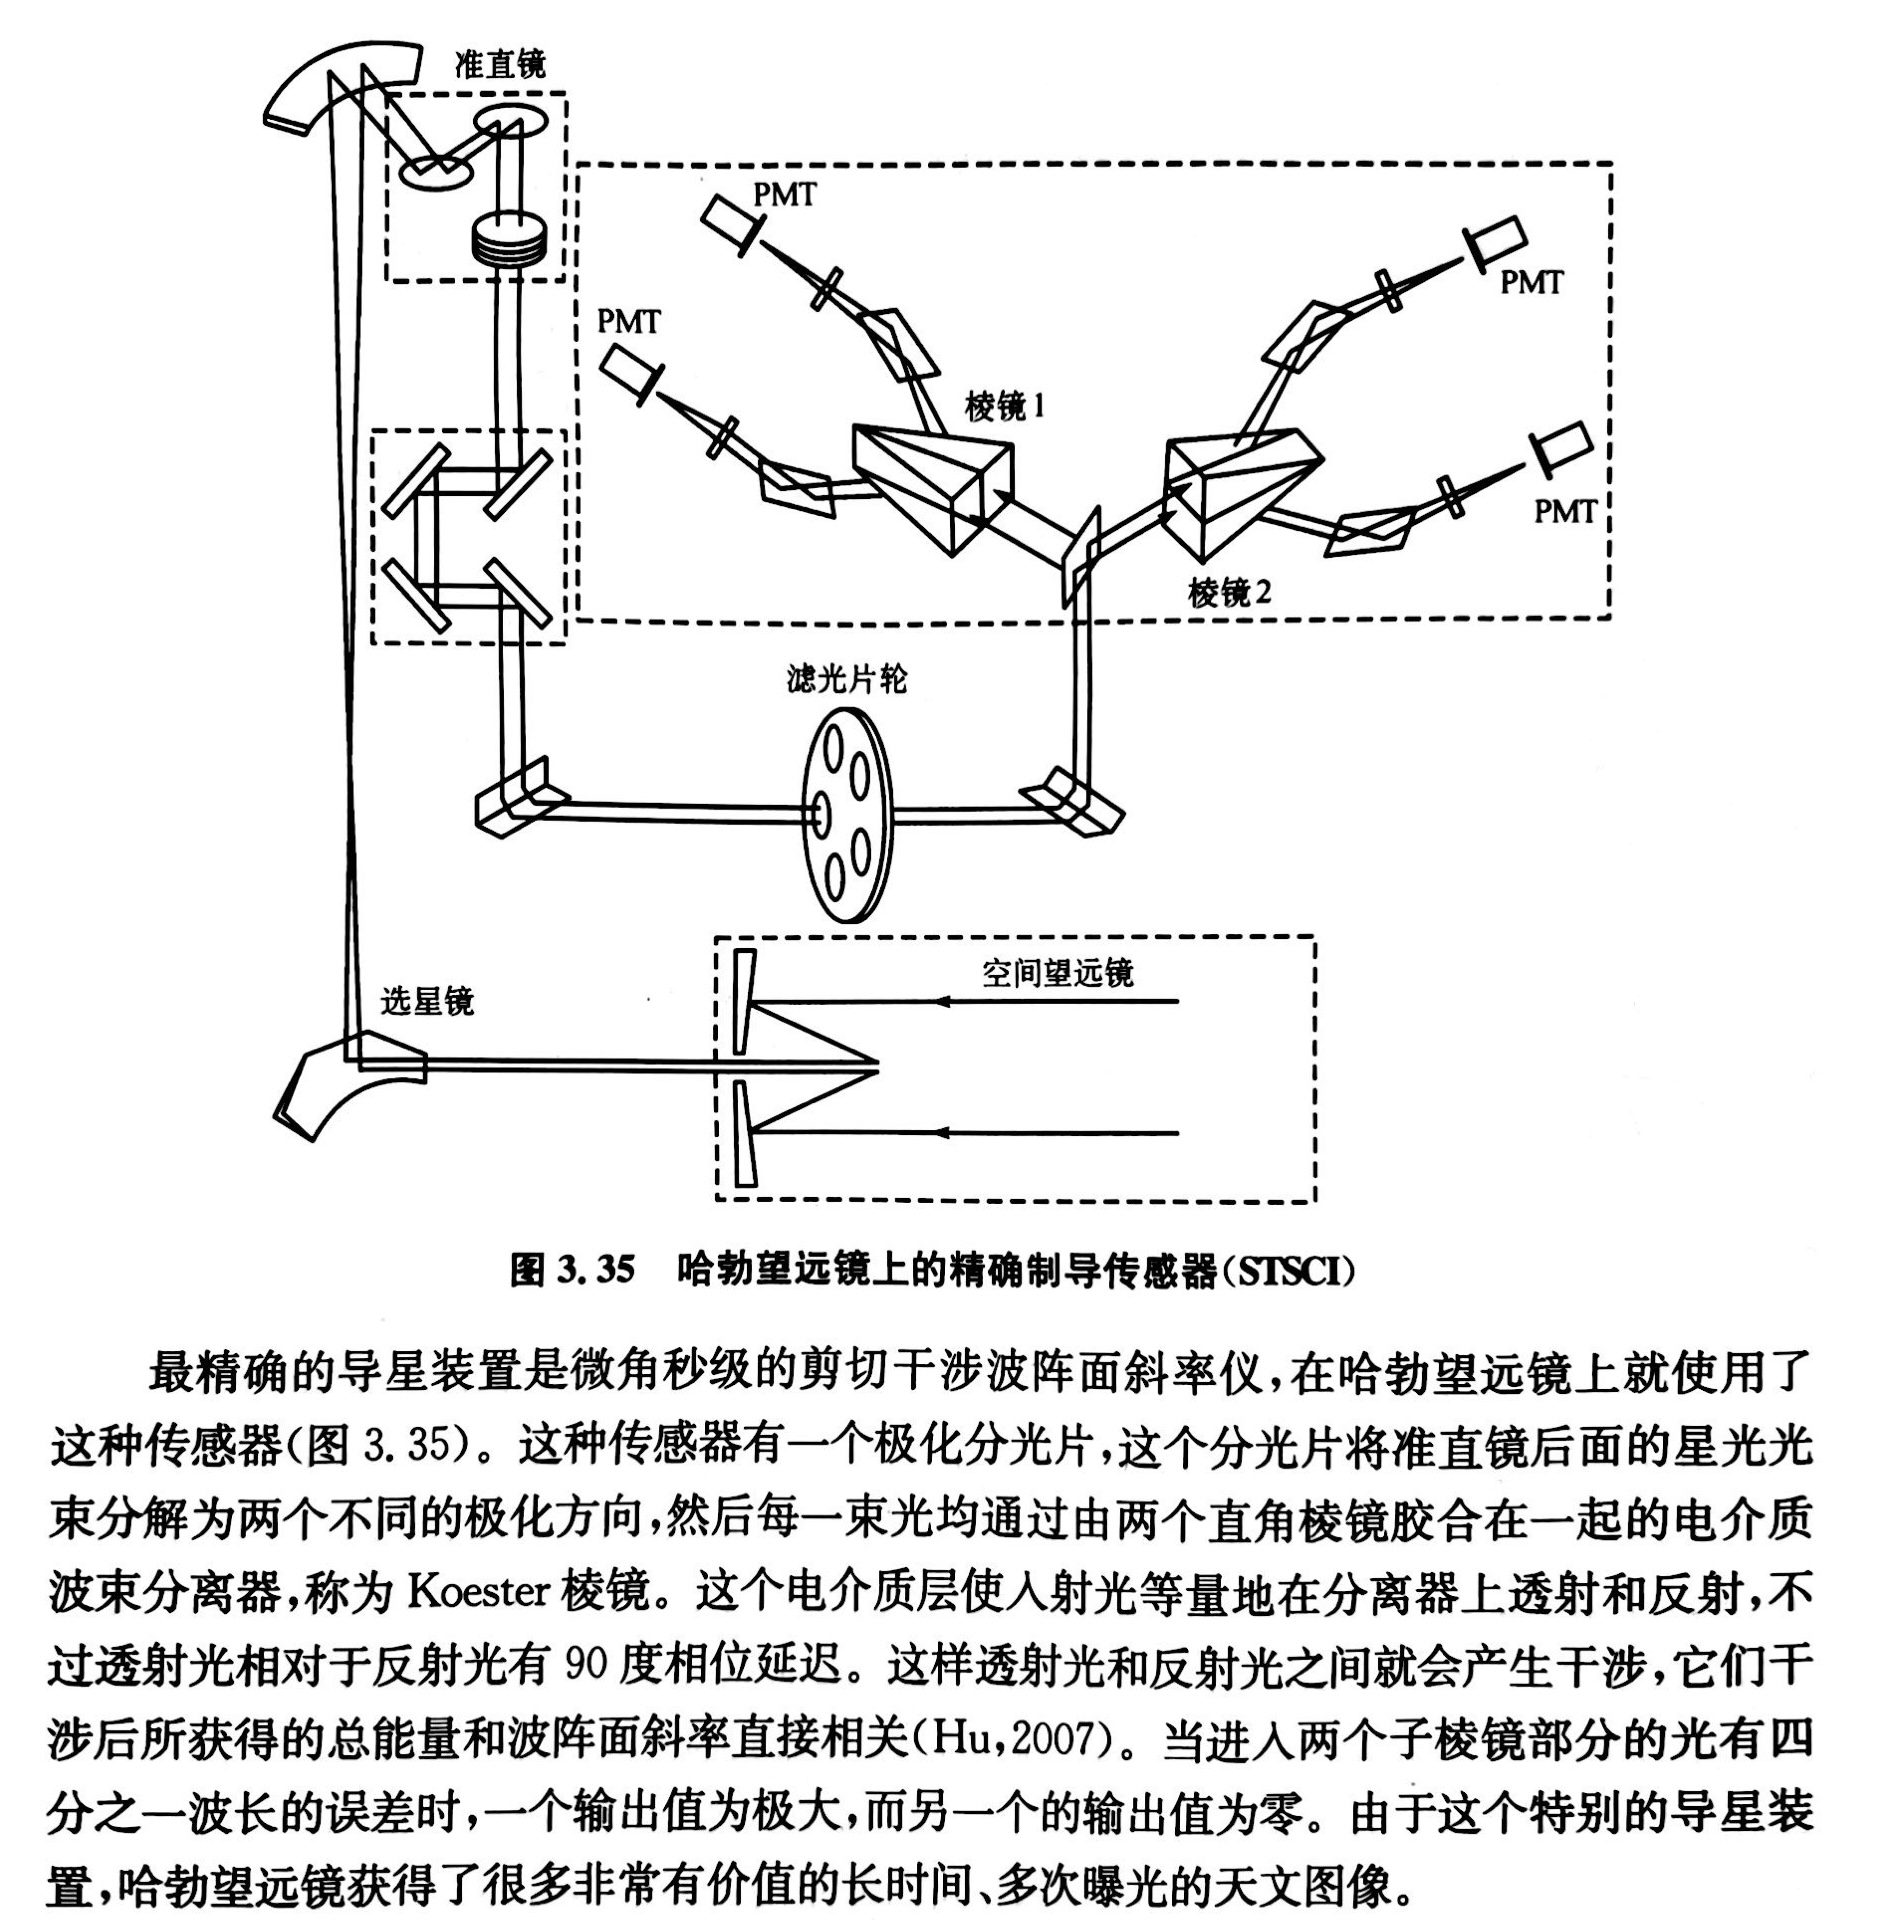 准直镜
PMT
PMT
PMT
棱镜1
PMT
棱镜2
滤光片轮
空间望远镜
选星镜
图 3.35 哈勃望远镜上的精确制导传感器(STSCI)
最精确的导星装置是微角秒级的剪切干涉波阵面斜率仪,在哈勃望远镜上就使用了
这种传感器(图 3.35)。这种传感器有一个极化分光片,这个分光片将准直镜后面的星光光
束分解为两个不同的极化方向,然后每一束光均通过由两个直角棱镜胶合在一起的电介质
波束分离器,称为 Koester 棱镜。这个电介质层使入射光等量地在分离器上透射和反射,不
过透射光相对于反射光有 90 度相位延迟。这样透射光和反射光之间就会产生干涉,它们干
涉后所获得的总能量和波阵面斜率直接相关(Hu,2007)。当进入两个子棱镜部分的光有四
分之一波长的误差时,一个输出值为极大,而另一个的输出值为零。由于这个特别的导星装
置,哈勃望远镜获得了很多非常有价值的长时间、多次曝光的天文图像。